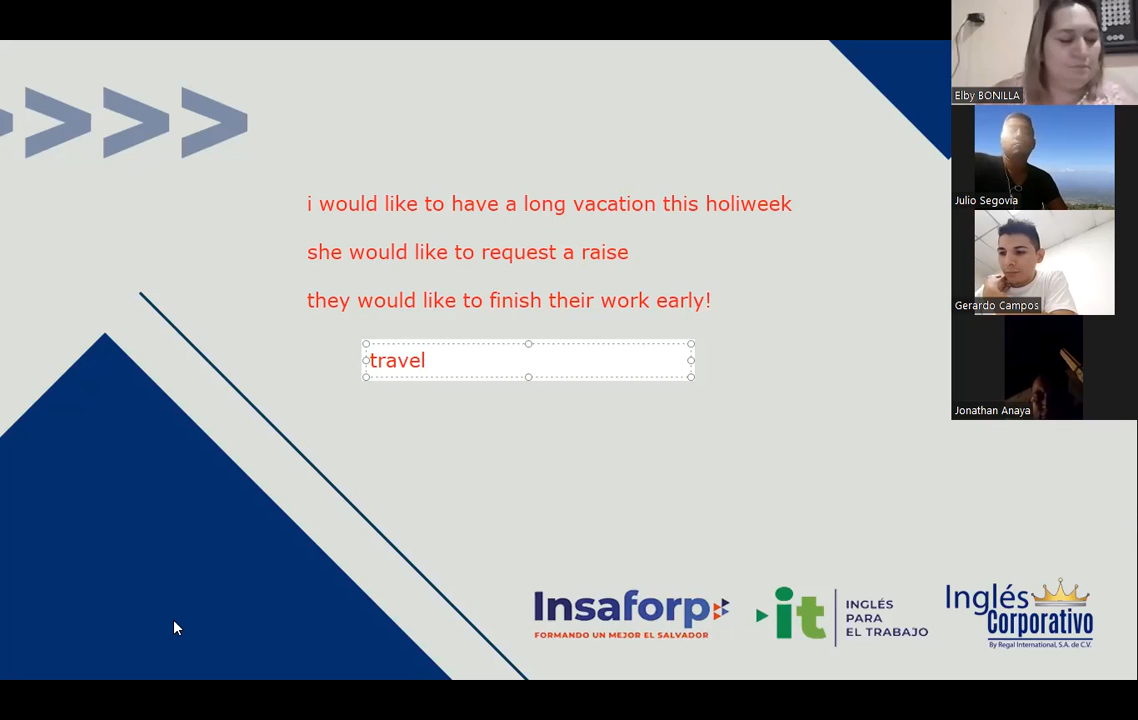 Elby BONILLA
Julio Segovia
i would like to have a long vacation this holiweek
she would like to request a raise
Gerardo Campos
they would like to finish their work early!
travel
Jonathan Anaya
Insaforp
FORMANDO UN MEJOR EL SALVADOR
it
INGLÉS
PARA
EL TRABAJO
Inglés
Corporativo
By Regal International, S.A. de C.V.